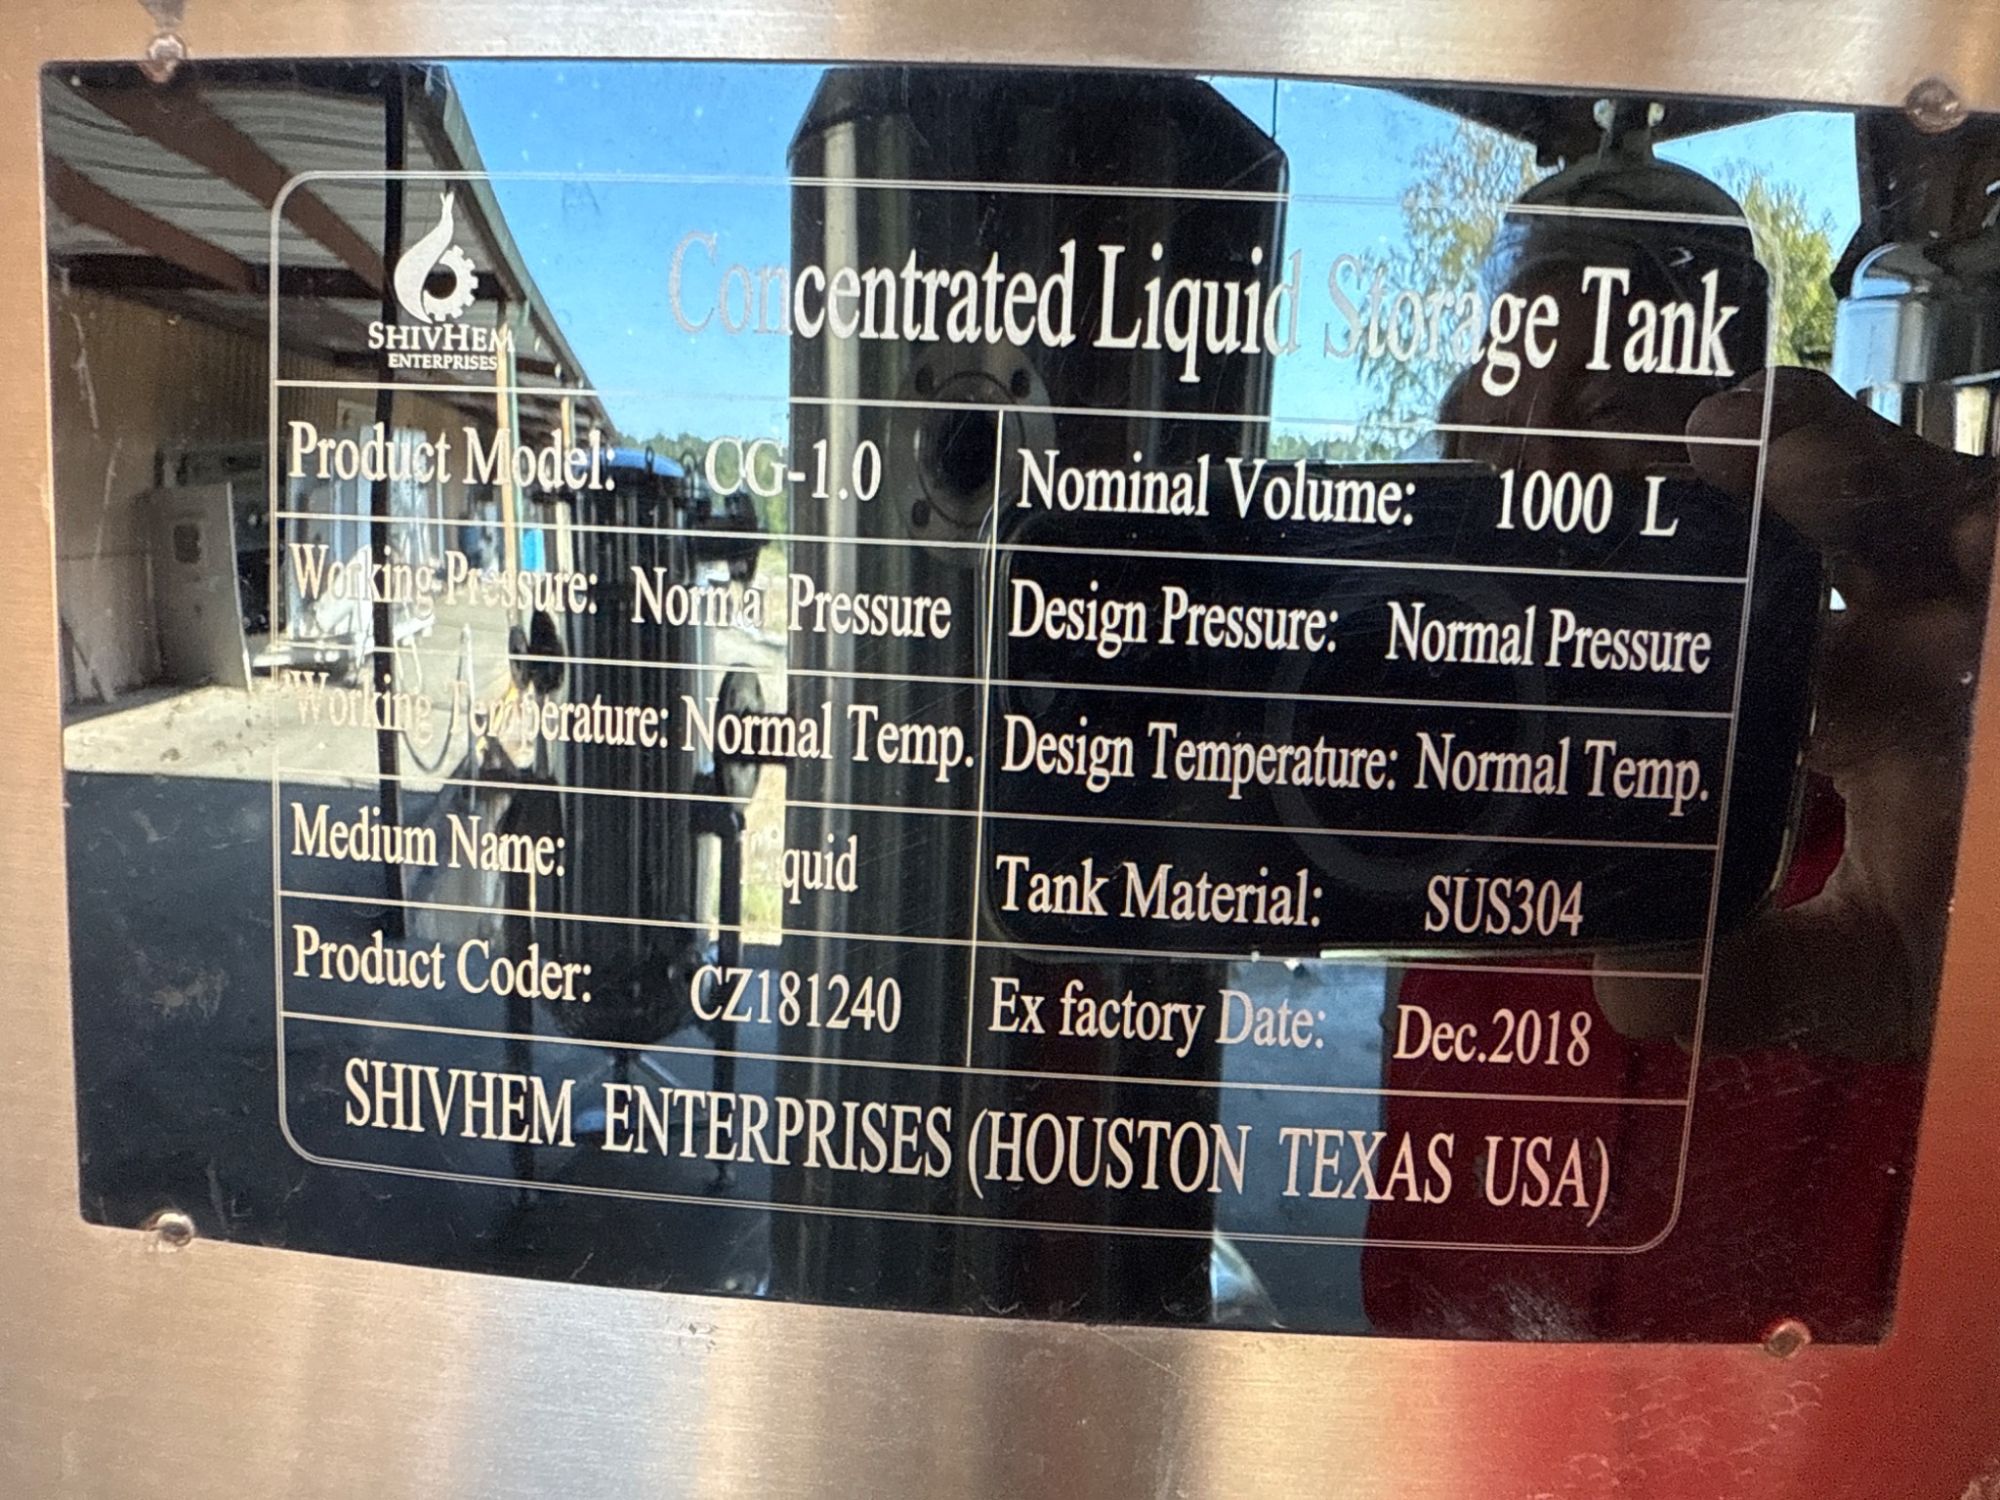 SHIVHEM
ENTERPRISES
Concentrated Liquid Storage Tank
Product Model: CG-1.0 Nominal Volume: 1000 L
Working Pressure: Normal Pressure Design Pressure: Normal Pressure
Working Temperature: Normal Temp. Design Temperature: Normal Temp.
Medium Name: Liquid Tank Material: SUS304
Product Coder: CZ181240 Ex factory Date: Dec.2018
SHIVHEM ENTERPRISES (HOUSTON TEXAS USA)